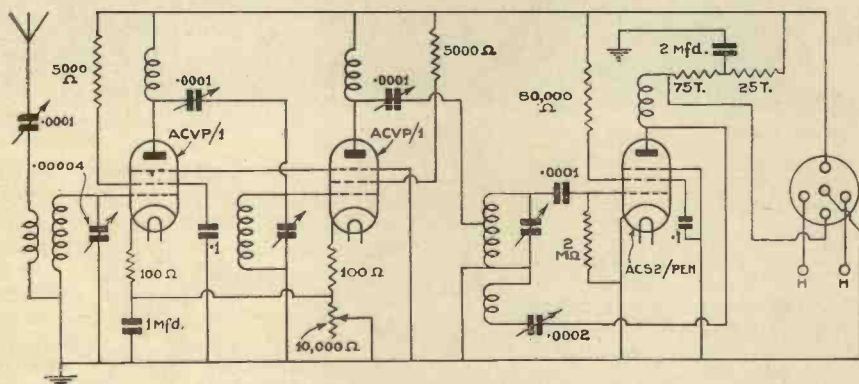 5000
Ω
·0001
·0001
5000 Ω
2 Mfd.
75T.
25T.
·0001
ACVP/1
ACVP/1
80,000
Ω
·00004
·0001
·1
·1
100 Ω
100 Ω
2
MΩ
ACS2/PEN
H
H
1 Mfd.
10,000 Ω
·0002